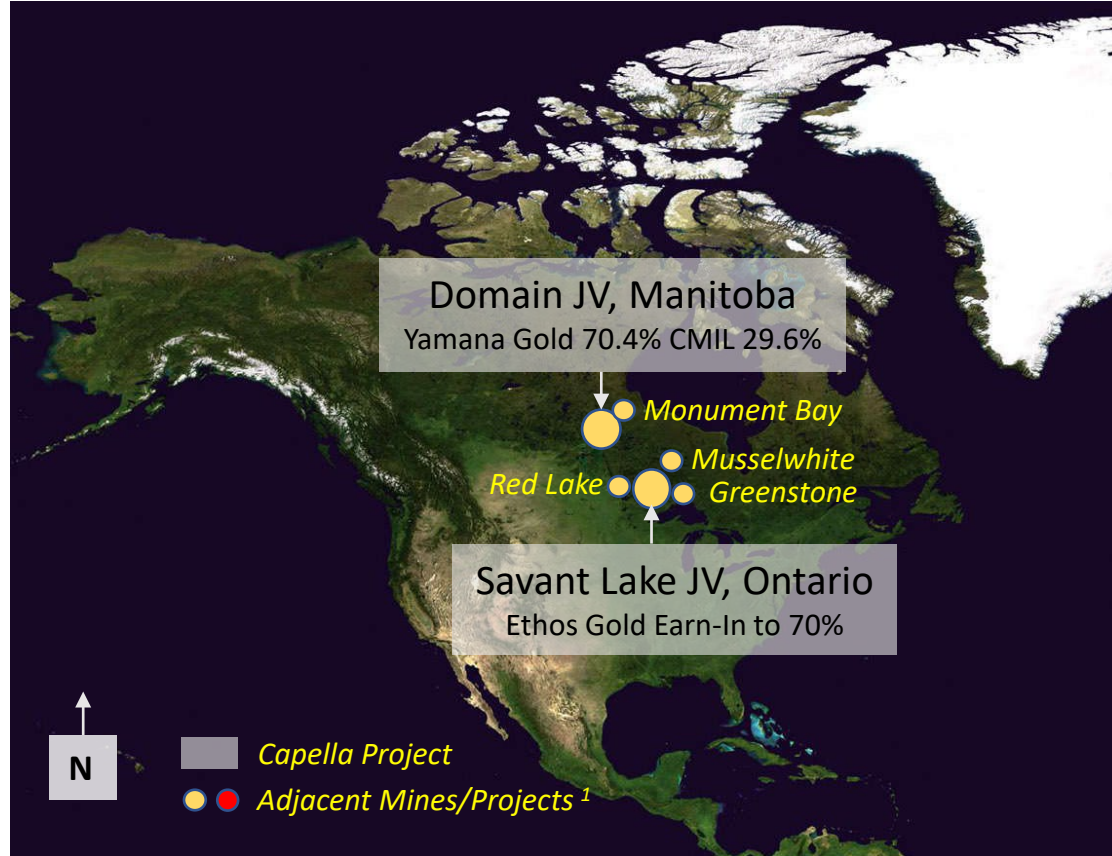 Domain JV, Manitoba
Yamana Gold 70.4% CMIL 29.6%
Monument Bay
Musselwhite
Red Lake
Greenstone
Savant Lake JV, Ontario
Ethos Gold Earn-In to 70%
N
Capella Project
Adjacent Mines/Projects 1